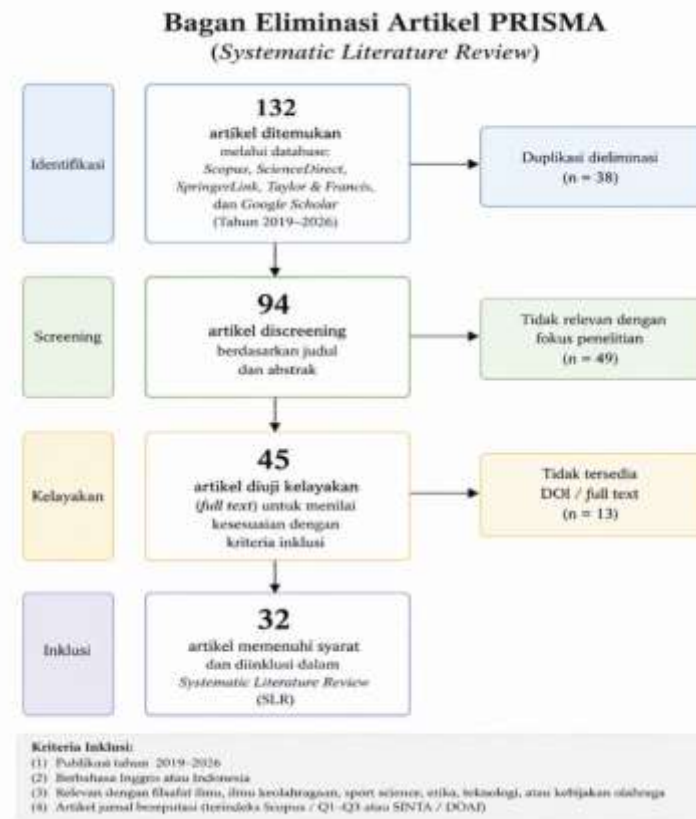 Bagan Eliminasi Artikel PRISMA
(Systematic Literature Review)
Identifikasi
132
artikel ditemukan
melalui database:
Scopus, ScienceDirect,
SpringerLink, Taylor & Francis,
dan Google Scholar
(Tahun 2019–2026)
Duplikasi dieliminasi
(n = 38)
Screening
94
artikel discreening
berdasarkan judul
dan abstrak
Tidak relevan dengan
fokus penelitian
(n = 49)
Kelayakan
45
artikel diuji kelayakan
(full text) untuk menilai
kesesuaian dengan
kriteria inklusi
Tidak tersedia
DOI / full text
(n = 13)
Inklusi
32
artikel memenuhi syarat
dan diinklusi dalam
Systematic Literature Review
(SLR)
Kriteria Inklusi:
(1) Publikasi tahun 2019–2026
(2) Berbahasa Inggris atau Indonesia
(3) Relevan dengan filsafat ilmu, ilmu keolahragaan, sport science, etika, teknologi, atau kebijakan olahraga
(4) Artikel jurnal bereputasi (terindeks Scopus / Q1–Q3 atau SINTA / DOAJ)